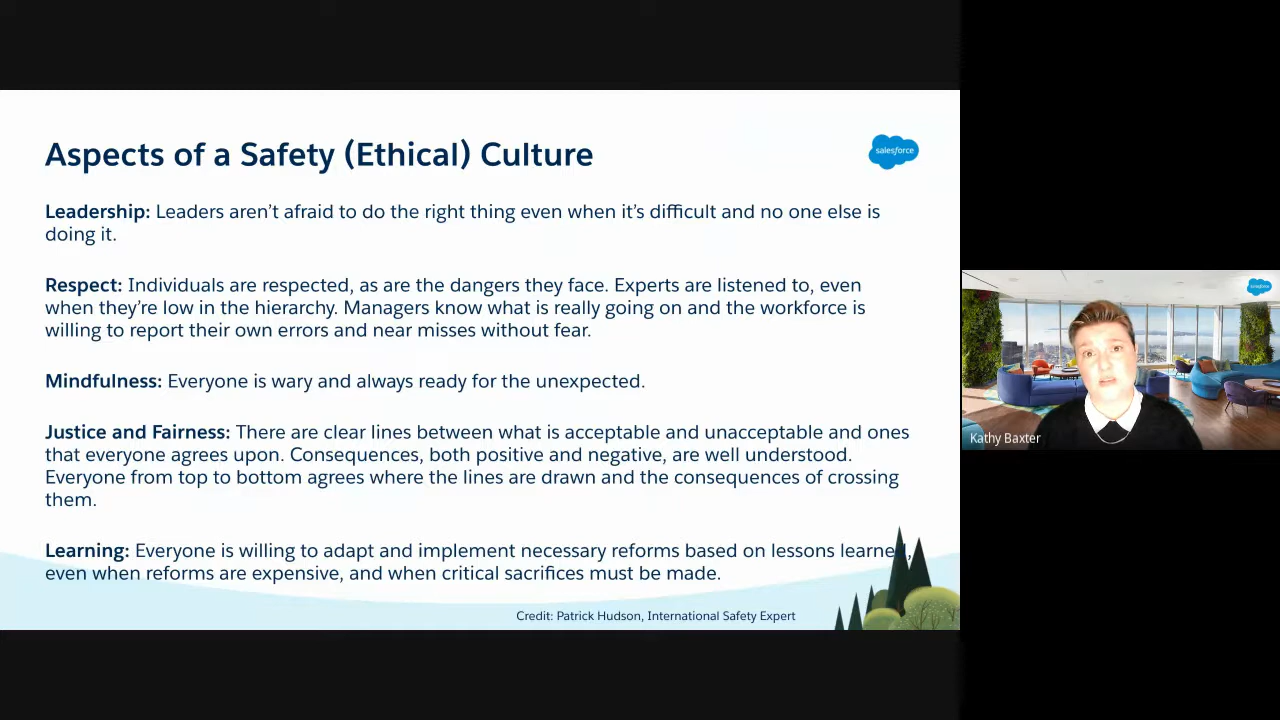 Aspects of a Safety (Ethical) Culture
salesforce
Leadership: Leaders aren't afraid to do the right thing even when it's difficult and no one else is
doing it.
Respect: Individuals are respected, as are the dangers they face. Experts are listened to, even
when they're low in the hierarchy. Managers know what is really going on and the workforce is
willing to report their own errors and near misses without fear.
Mindfulness: Everyone is wary and always ready for the unexpected.
Justice and Fairness: There are clear lines between what is acceptable and unacceptable and ones
that everyone agrees upon. Consequences, both positive and negative, are well understood.
Everyone from top to bottom agrees where the lines are drawn and the consequences of crossing
them.
Learning: Everyone is willing to adapt and implement necessary reforms based on lessons learned,
even when reforms are expensive, and when critical sacrifices must be made.
Credit: Patrick Hudson, International Safety Expert
salesforce
Kathy Baxter